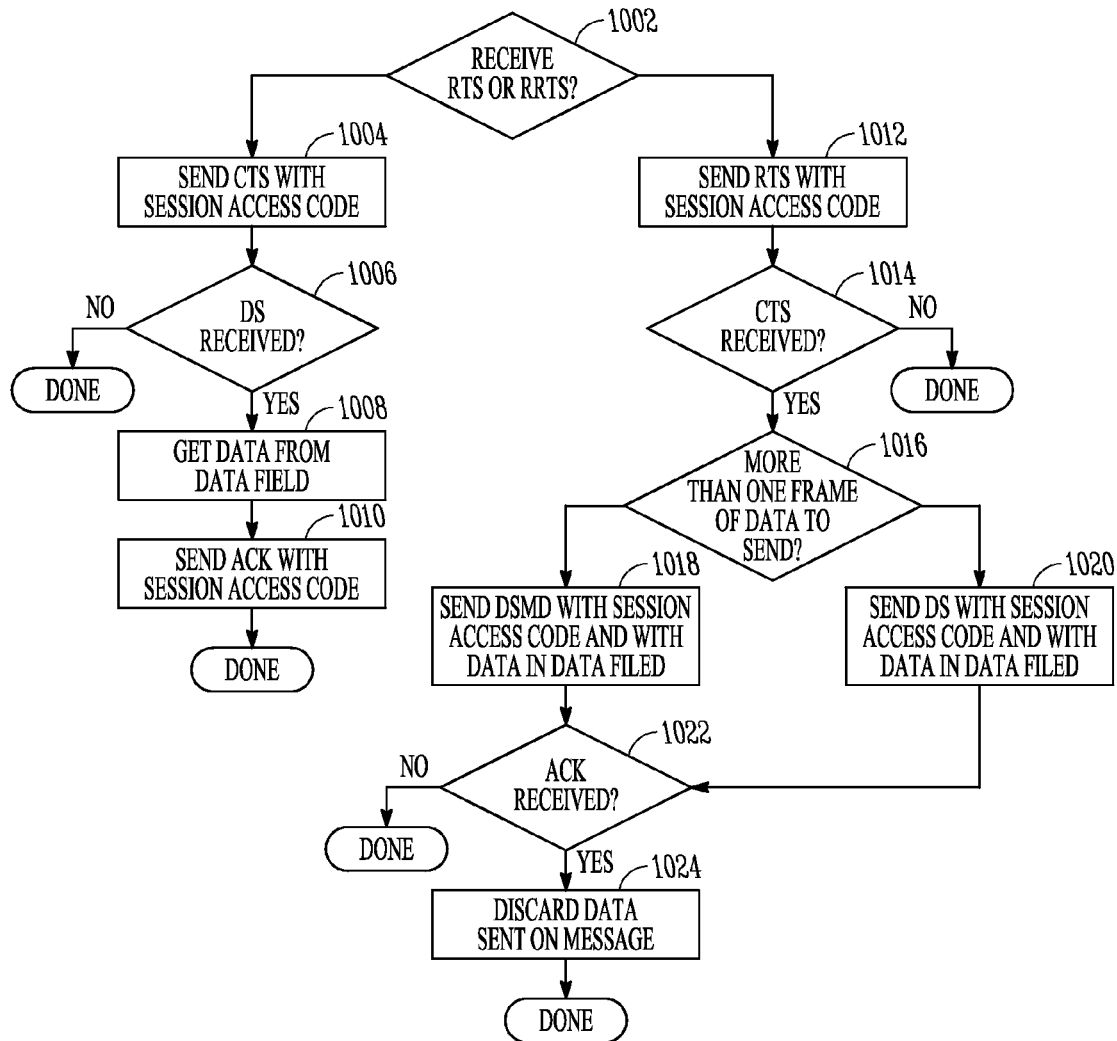 1002
RECEIVE
RTS OR RRTS?
1004
SEND CTS WITH
SESSION ACCESS CODE
1012
SEND RTS WITH
SESSION ACCESS CODE
1006
DS
RECEIVED?
NO
DONE
YES
1014
CTS
RECEIVED?
NO
DONE
YES
1008
GET DATA FROM
DATA FIELD
1010
SEND ACK WITH
SESSION ACCESS CODE
DONE
1016
MORE
THAN ONE FRAME
OF DATA TO
SEND?
1018
SEND DSMD WITH SESSION
ACCESS CODE AND WITH
DATA IN DATA FILED
1020
SEND DS WITH SESSION
ACCESS CODE AND WITH
DATA IN DATA FILED
1022
ACK
RECEIVED?
NO
DONE
YES
1024
DISCARD DATA
SENT ON MESSAGE
DONE